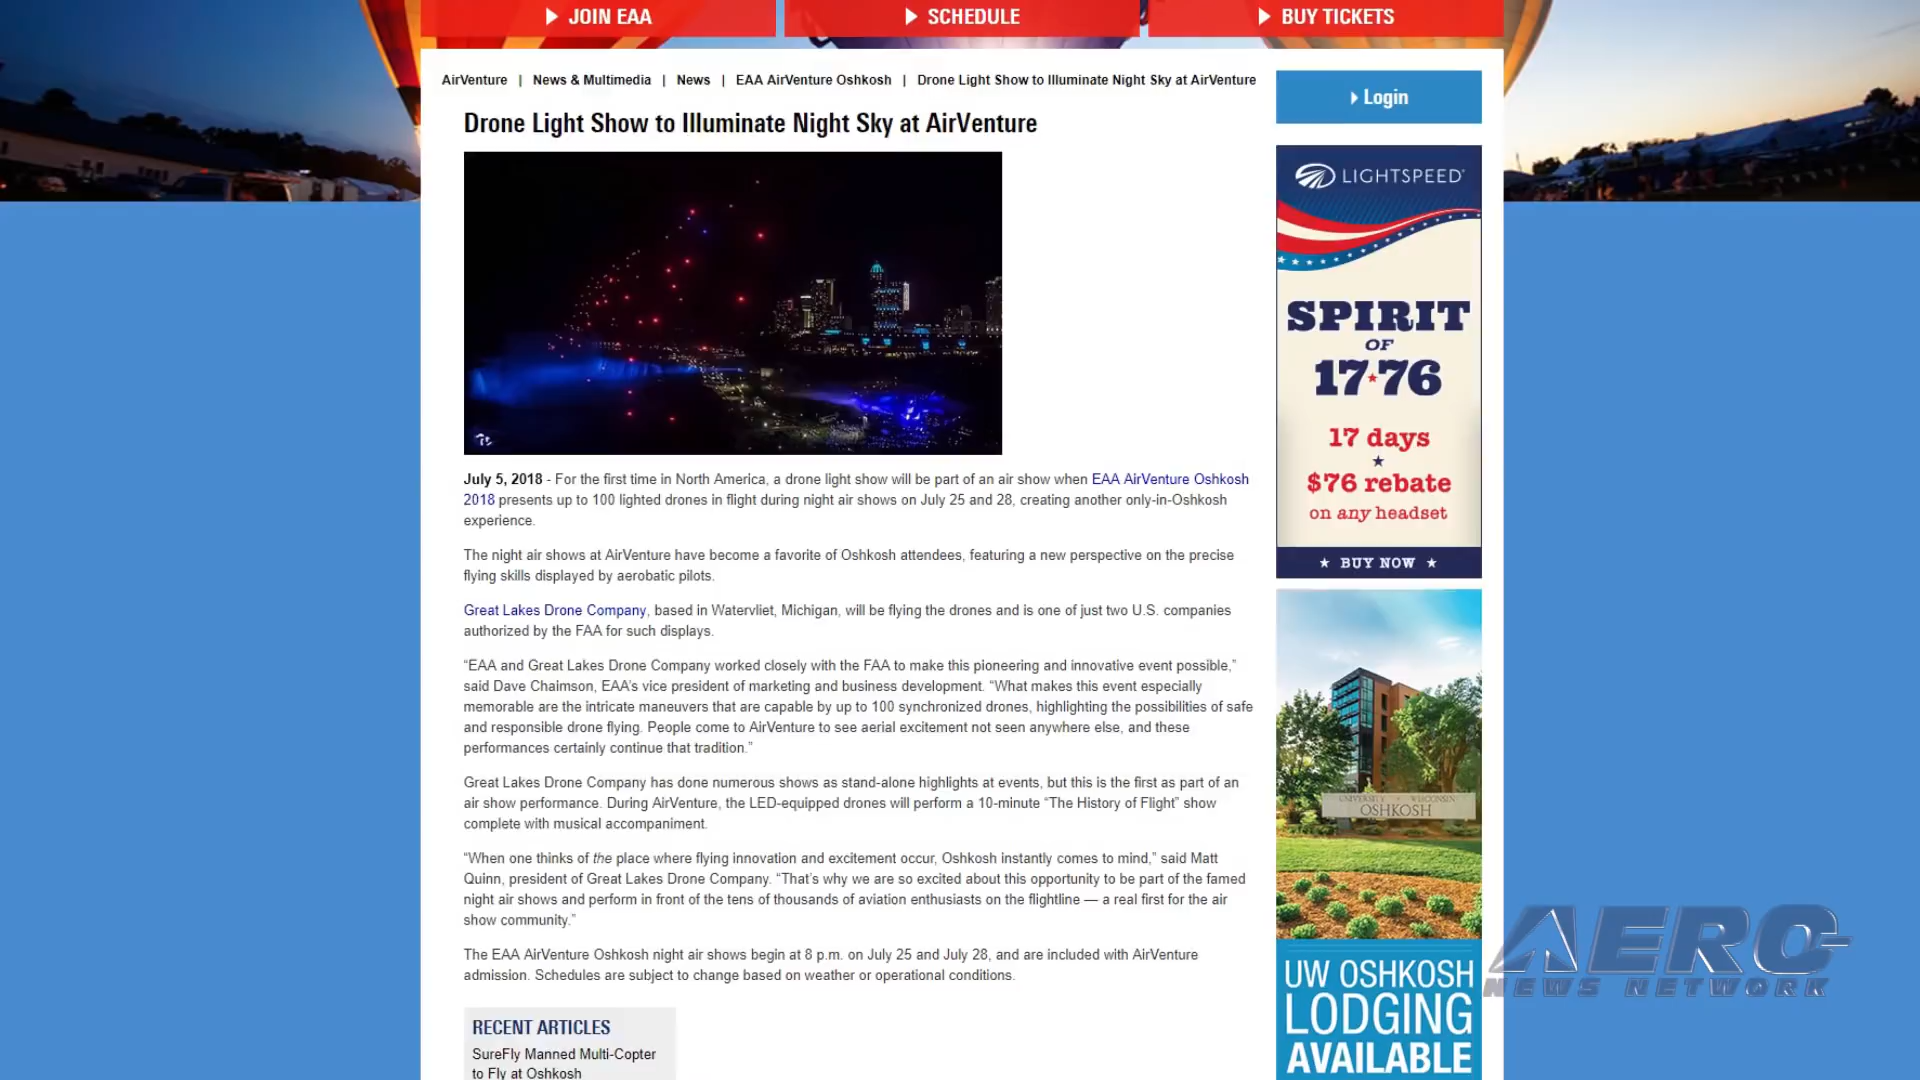 JOIN EAA
SCHEDULE
BUY TICKETS
AirVenture | News & Multimedia | News | EAA AirVenture Oshkosh | Drone Light Show to Illuminate Night Sky at AirVenture
Login
Drone Light Show to Illuminate Night Sky at AirVenture
July 5, 2018 - For the first time in North America, a drone light show will be part of an air show when EAA AirVenture Oshkosh
2018 presents up to 100 lighted drones in flight during night air shows on July 25 and 28, creating another only-in-Oshkosh
experience.
The night air shows at AirVenture have become a favorite of Oshkosh attendees, featuring a new perspective on the precise
flying skills displayed by aerobatic pilots.
Great Lakes Drone Company, based in Watervliet, Michigan, will be flying the drones and is one of just two U.S. companies
authorized by the FAA for such displays.
“EAA and Great Lakes Drone Company worked closely with the FAA to make this pioneering and innovative event possible,”
said Dave Chaimson, EAA’s vice president of marketing and business development. “What makes this event especially
memorable are the intricate maneuvers that are capable by up to 100 synchronized drones, highlighting the possibilities of safe
and responsible drone flying. People come to AirVenture to see aerial excitement not seen anywhere else, and these
performances certainly continue that tradition.”
Great Lakes Drone Company has done numerous shows as stand-alone highlights at events, but this is the first as part of an
air show performance. During AirVenture, the LED-equipped drones will perform a 10-minute “The History of Flight” show
complete with musical accompaniment.
“When one thinks of the place where flying innovation and excitement occur, Oshkosh instantly comes to mind,” said Matt
Quinn, president of Great Lakes Drone Company. “That’s why we are so excited about this opportunity to be part of the famed
night air shows and perform in front of the tens of thousands of aviation enthusiasts on the flightline — a real first for the air
show community.”
The EAA AirVenture Oshkosh night air shows begin at 8 p.m. on July 25 and July 28, and are included with AirVenture
admission. Schedules are subject to change based on weather or operational conditions.
RECENT ARTICLES
SureFly Manned Multi-Copter
to Fly at Oshkosh
LIGHTSPEED
SPIRIT
OF
17★76
17 days
★
$76 rebate
on any headset
★ BUY NOW ★
UNIVERSITY of WISCONSIN
OSHKOSH
UW OSHKOSH
LODGING
AVAILABLE
AERO
NEWS NETWORK